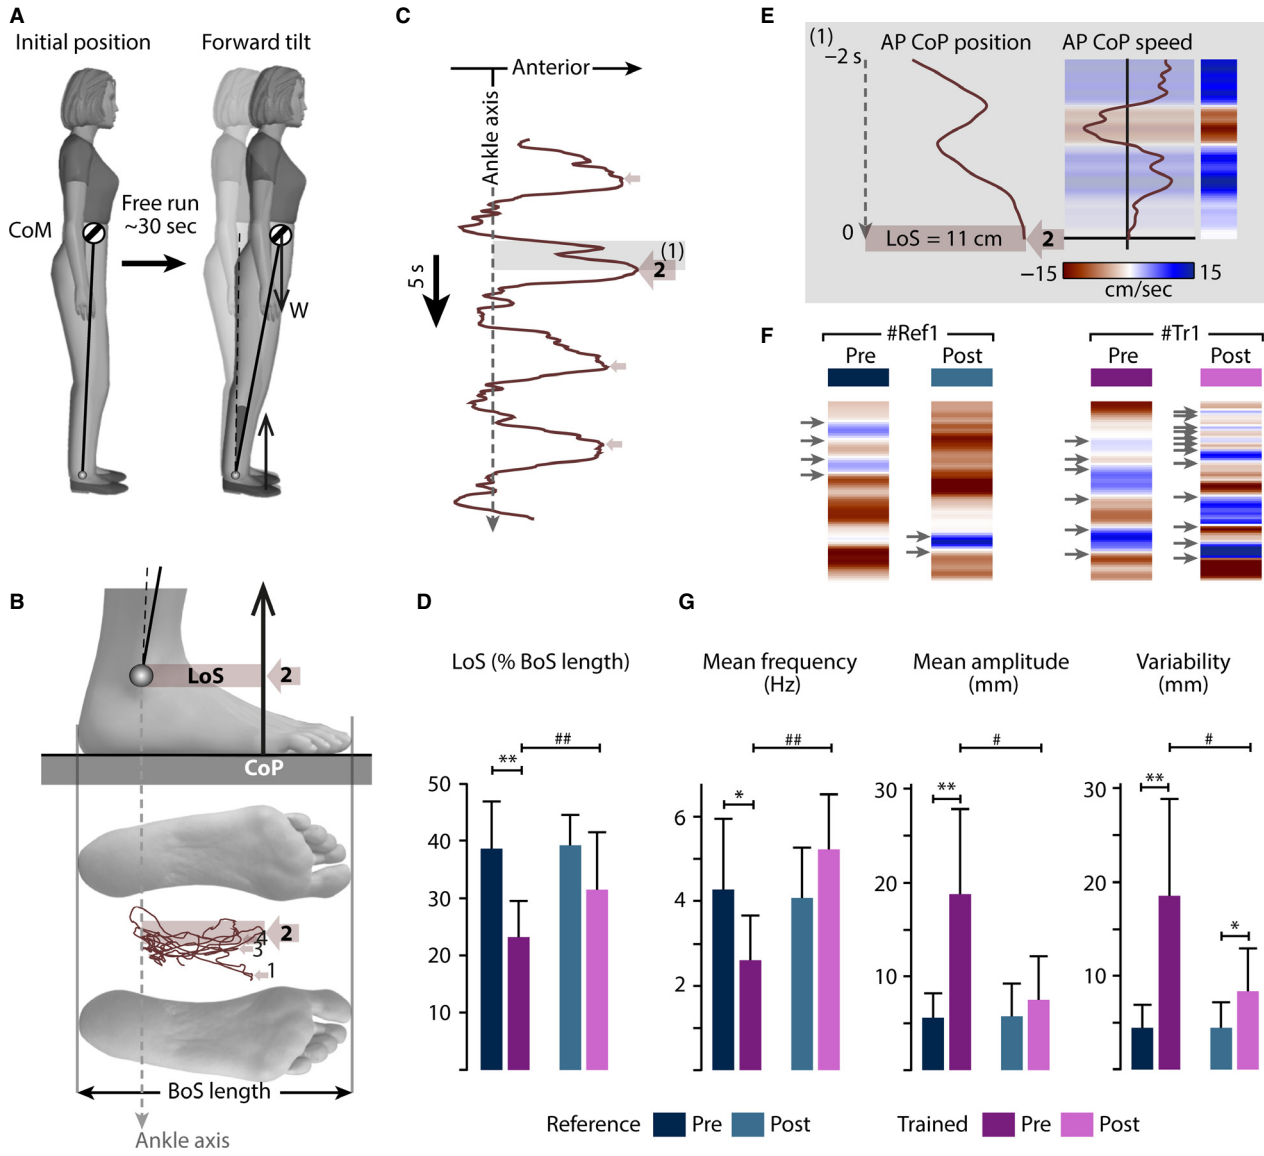 A
Initial position
Forward tilt
CoM
Free run
~30 sec
W
B
LoS
2
CoP
2
4
3
1
BoS length
Ankle axis
C
Anterior
Ankle axis
5 s
(1)
2
D
LoS (% BoS length)
##
**
50
40
30
20
10
E
(1)
AP CoP position
AP CoP speed
−2 s
0
LoS = 11 cm
2
−15
15
cm/sec
F
#Ref1
Pre
Post
#Tr1
Pre
Post
G
Mean frequency
(Hz)
##
*
6
4
2
Mean amplitude
(mm)
#
**
30
20
10
Variability
(mm)
#
**
*
30
20
10
Reference
Pre
Post
Trained
Pre
Post